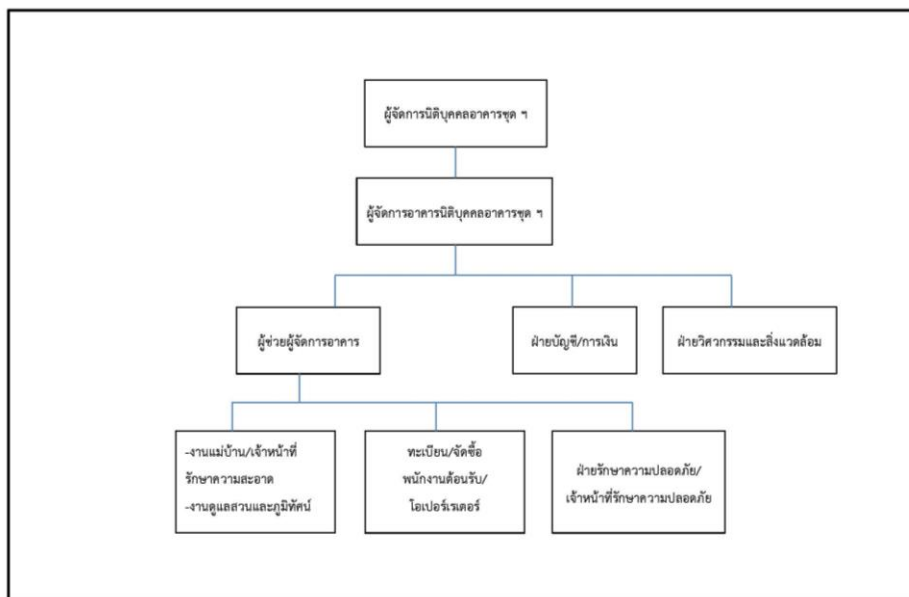 ผู้จัดการนิติบุคคลอาคารชุด ฯ
ผู้จัดการอาคารนิติบุคคลอาคารชุด ฯ
ผู้ช่วยผู้จัดการอาคาร
ฝ่ายบัญชี/การเงิน
ฝ่ายวิศวกรรมและสิ่งแวดล้อม
-งานแม่บ้าน/เจ้าหน้าที่
รักษาความสะอาด
-งานดูแลสวนและภูมิทัศน์
ทะเบียน/จัดซื้อ
พนักงานต้อนรับ/
โอเปอร์เรเตอร์
ฝ่ายรักษาความปลอดภัย/
เจ้าหน้าที่รักษาความปลอดภัย